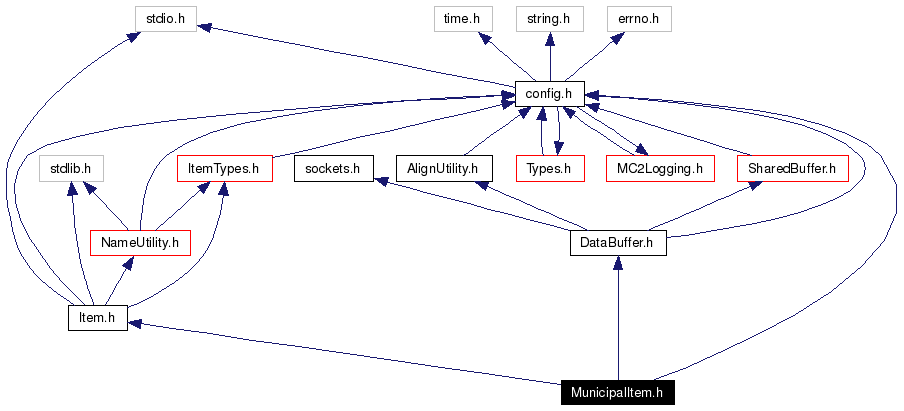 stdio.h
time.h
string.h
errno.h
config.h
stdlib.h
ItemTypes.h
sockets.h
AlignUtility.h
Types.h
MC2Logging.h
SharedBuffer.h
NameUtility.h
DataBuffer.h
Item.h
MunicipalItem.h